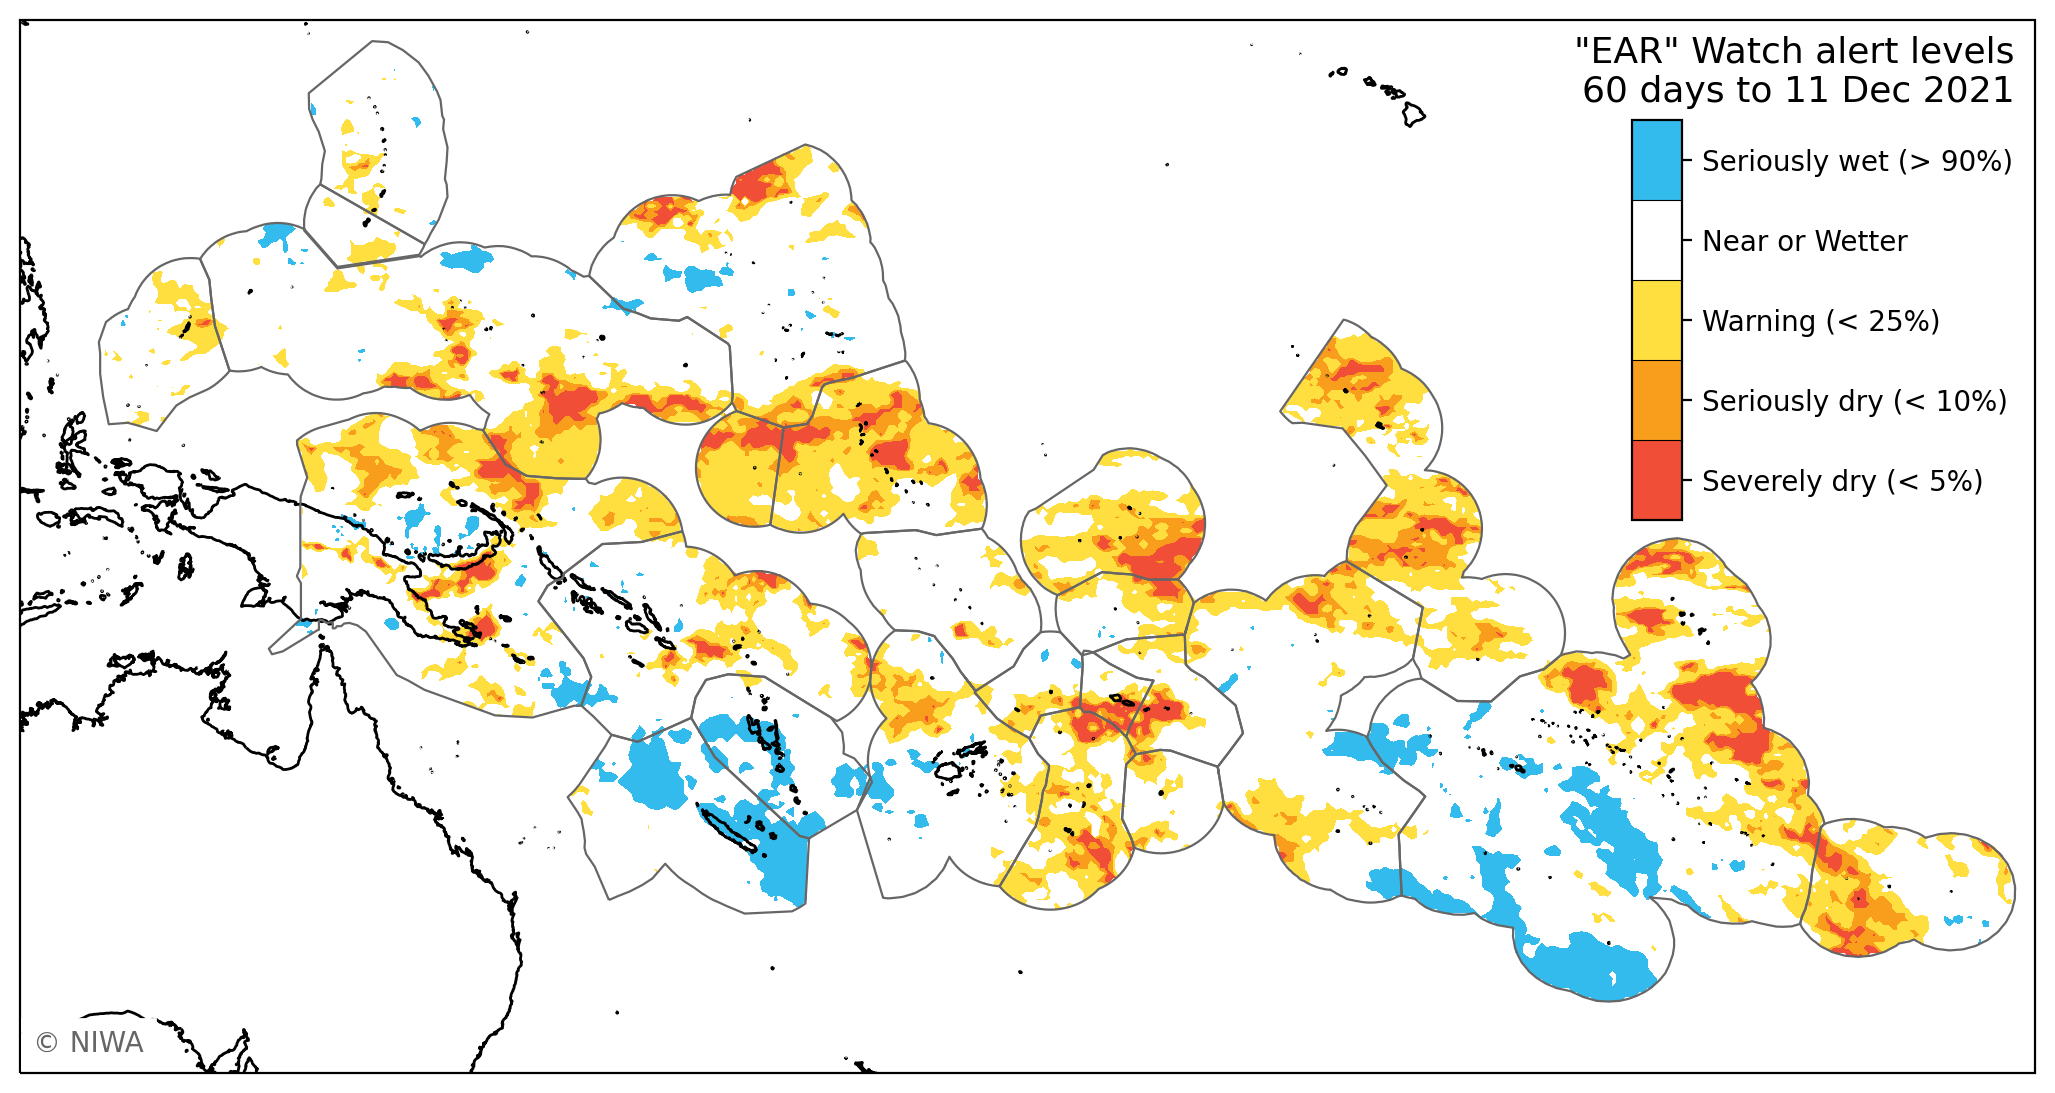 "EAR" Watch alert levels
60 days to 11 Dec 2021
Seriously wet (> 90%)
Near or Wetter
Warning (< 25%)
Seriously dry (< 10%)
Severely dry (< 5%)
© NIWA